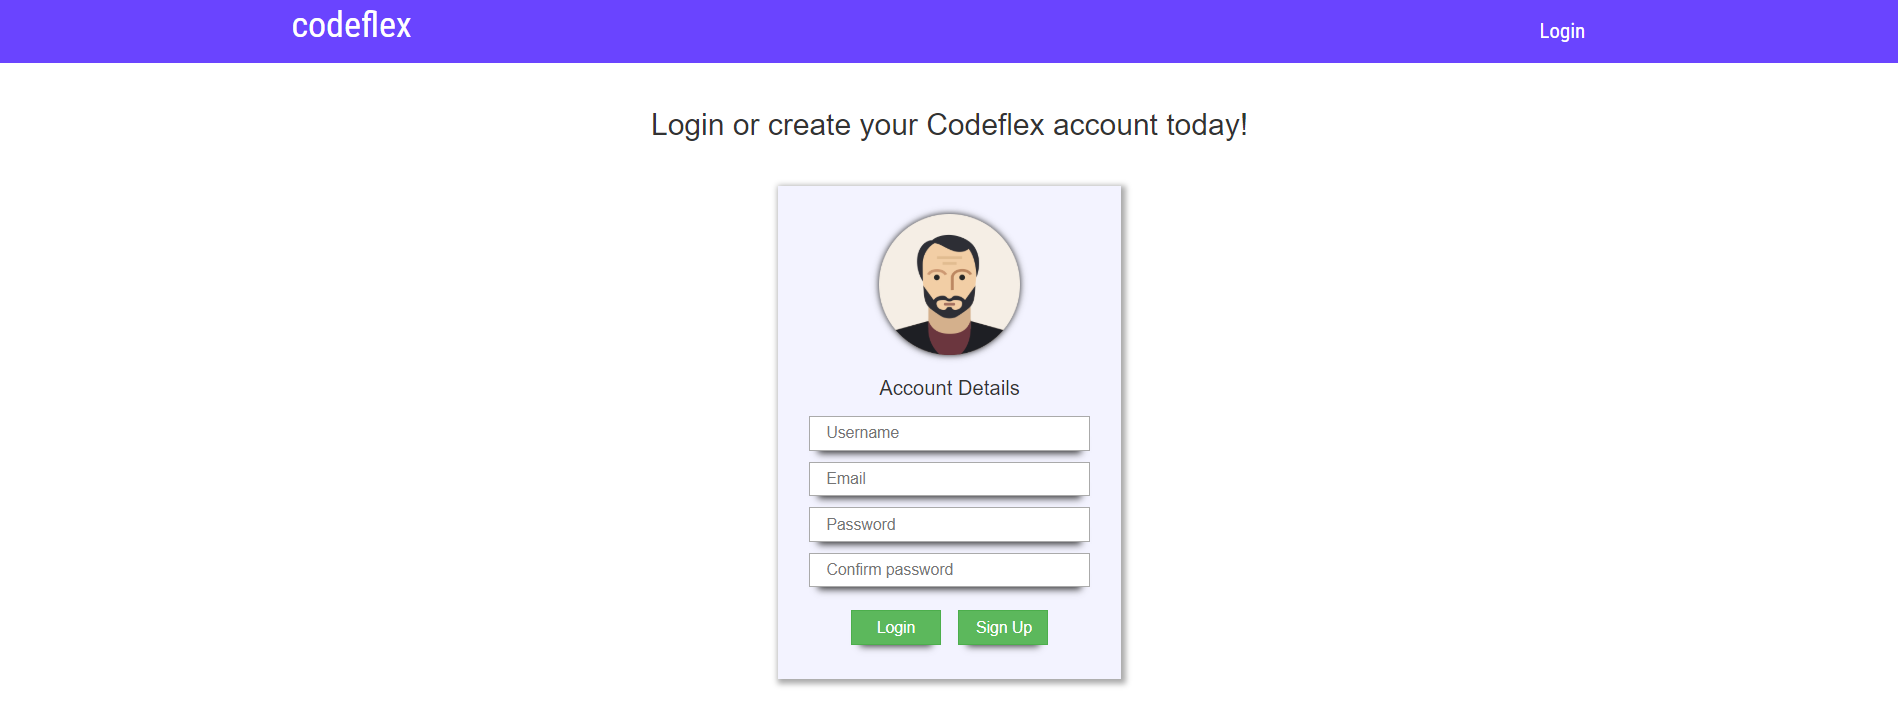 codeflex
Login
Login or create your Codeflex account today!
Account Details
Username
Email
Password
Confirm password
Login
Sign Up